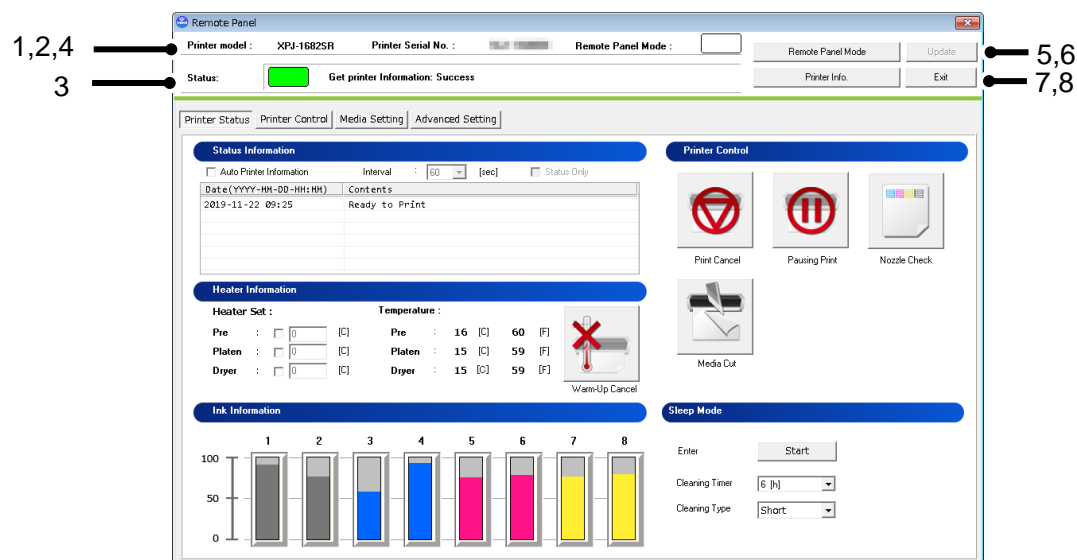 Remote Panel
1,2,4
Printer model : XPJ-1682SR Printer Serial No. : Remote Panel Mode :
Remote Panel Mode Update
5,6
3
Status: Get printer Information: Success
Printer Info. Exit
7,8
Printer Status Printer Control Media Setting Advanced Setting
Status Information
Auto Printer Information Interval : 60 [sec] Status Only
Date(YYYY-MM-DD-HH:MM) Contents
2019-11-22 09:25 Ready to Print
Printer Control
Print Cancel Pausing Print Nozzle Check
Media Cut
Heater Information
Heater Set : Temperature :
Pre : 0 [C] Pre : 16 [C] 60 [F]
Platen : 0 [C] Platen : 15 [C] 59 [F]
Dryer : 0 [C] Dryer : 15 [C] 59 [F]
Warm-Up Cancel
Ink Information
1 2 3 4 5 6 7 8
100
50
0
Sleep Mode
Enter Start
Cleaning Timer 6 [h]
Cleaning Type Short